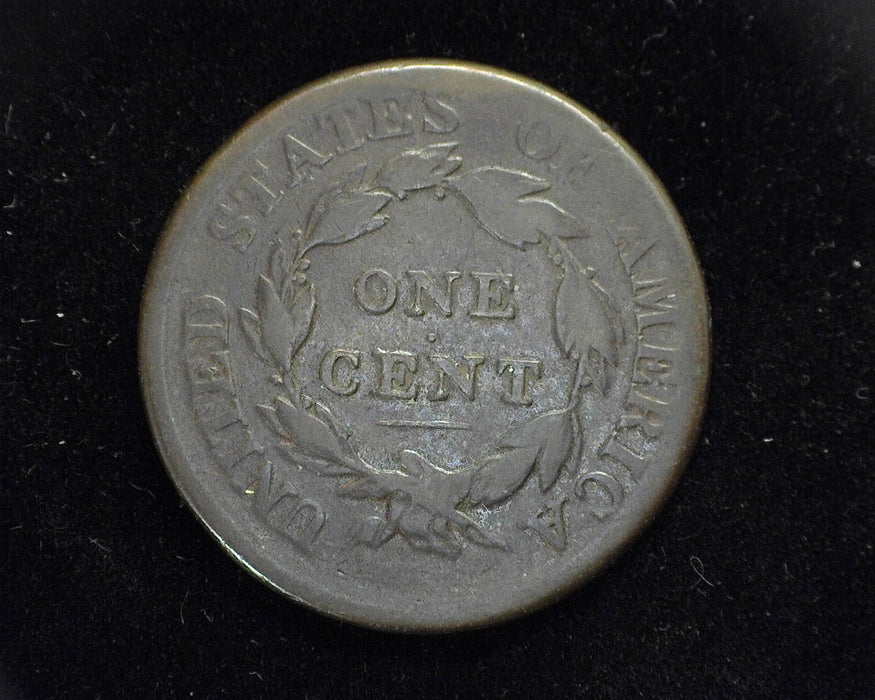 UNITED STATES OF AMERICA
ONE
CENT